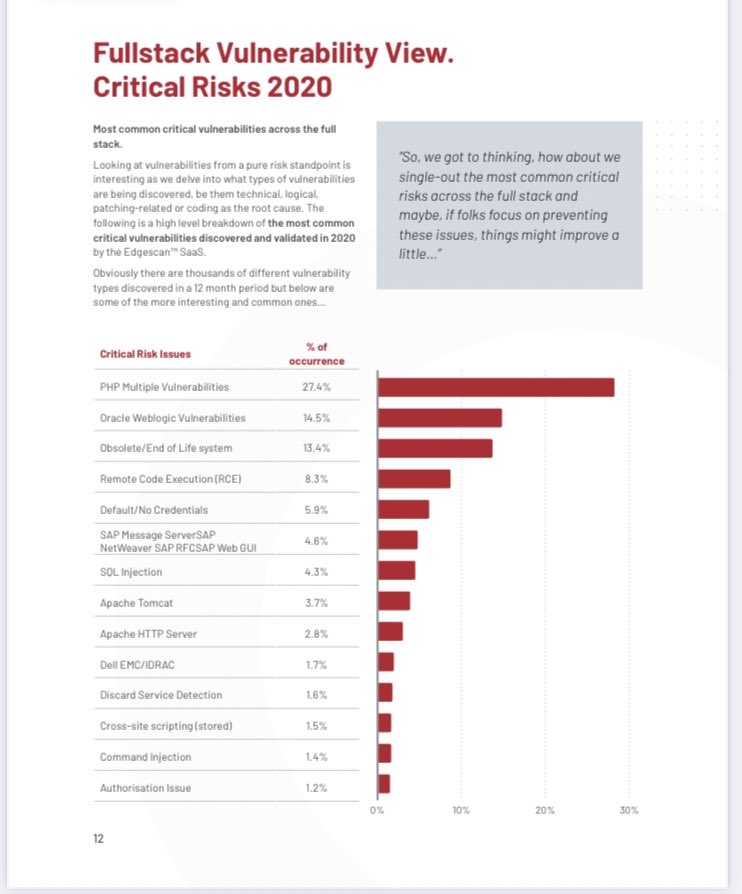 Fullstack Vulnerability View.
Critical Risks 2020
Most common critical vulnerabilities across the full
stack.
Looking at vulnerabilities from a pure risk standpoint is
interesting as we delve into what types of vulnerabilities
are being discovered, be them technical, logical,
patching-related or coding as the root cause. The
following is a high level breakdown of the most common
critical vulnerabilities discovered and validated in 2020
by the Edgescan™ SaaS.
Obviously there are thousands of different vulnerability
types discovered in a 12 month period but below are
some of the more interesting and common ones...
“So, we got to thinking, how about we
single-out the most common critical
risks across the full stack and
maybe, if folks focus on preventing
these issues, things might improve a
little...”
Critical Risk Issues % of
occurrence
PHP Multiple Vulnerabilities 27.4%
Oracle Weblogic Vulnerabilities 14.5%
Obsolete/End of Life system 13.4%
Remote Code Execution (RCE) 8.3%
Default/No Credentials 5.9%
SAP Message ServerSAP
NetWeaver SAP RFCSAP Web GUI 4.6%
SQL Injection 4.3%
Apache Tomcat 3.7%
Apache HTTP Server 2.8%
Dell EMC/IDRAC 1.7%
Discard Service Detection 1.6%
Cross-site scripting (stored) 1.5%
Command Injection 1.4%
Authorisation Issue 1.2%
0% 10% 20% 30%
12